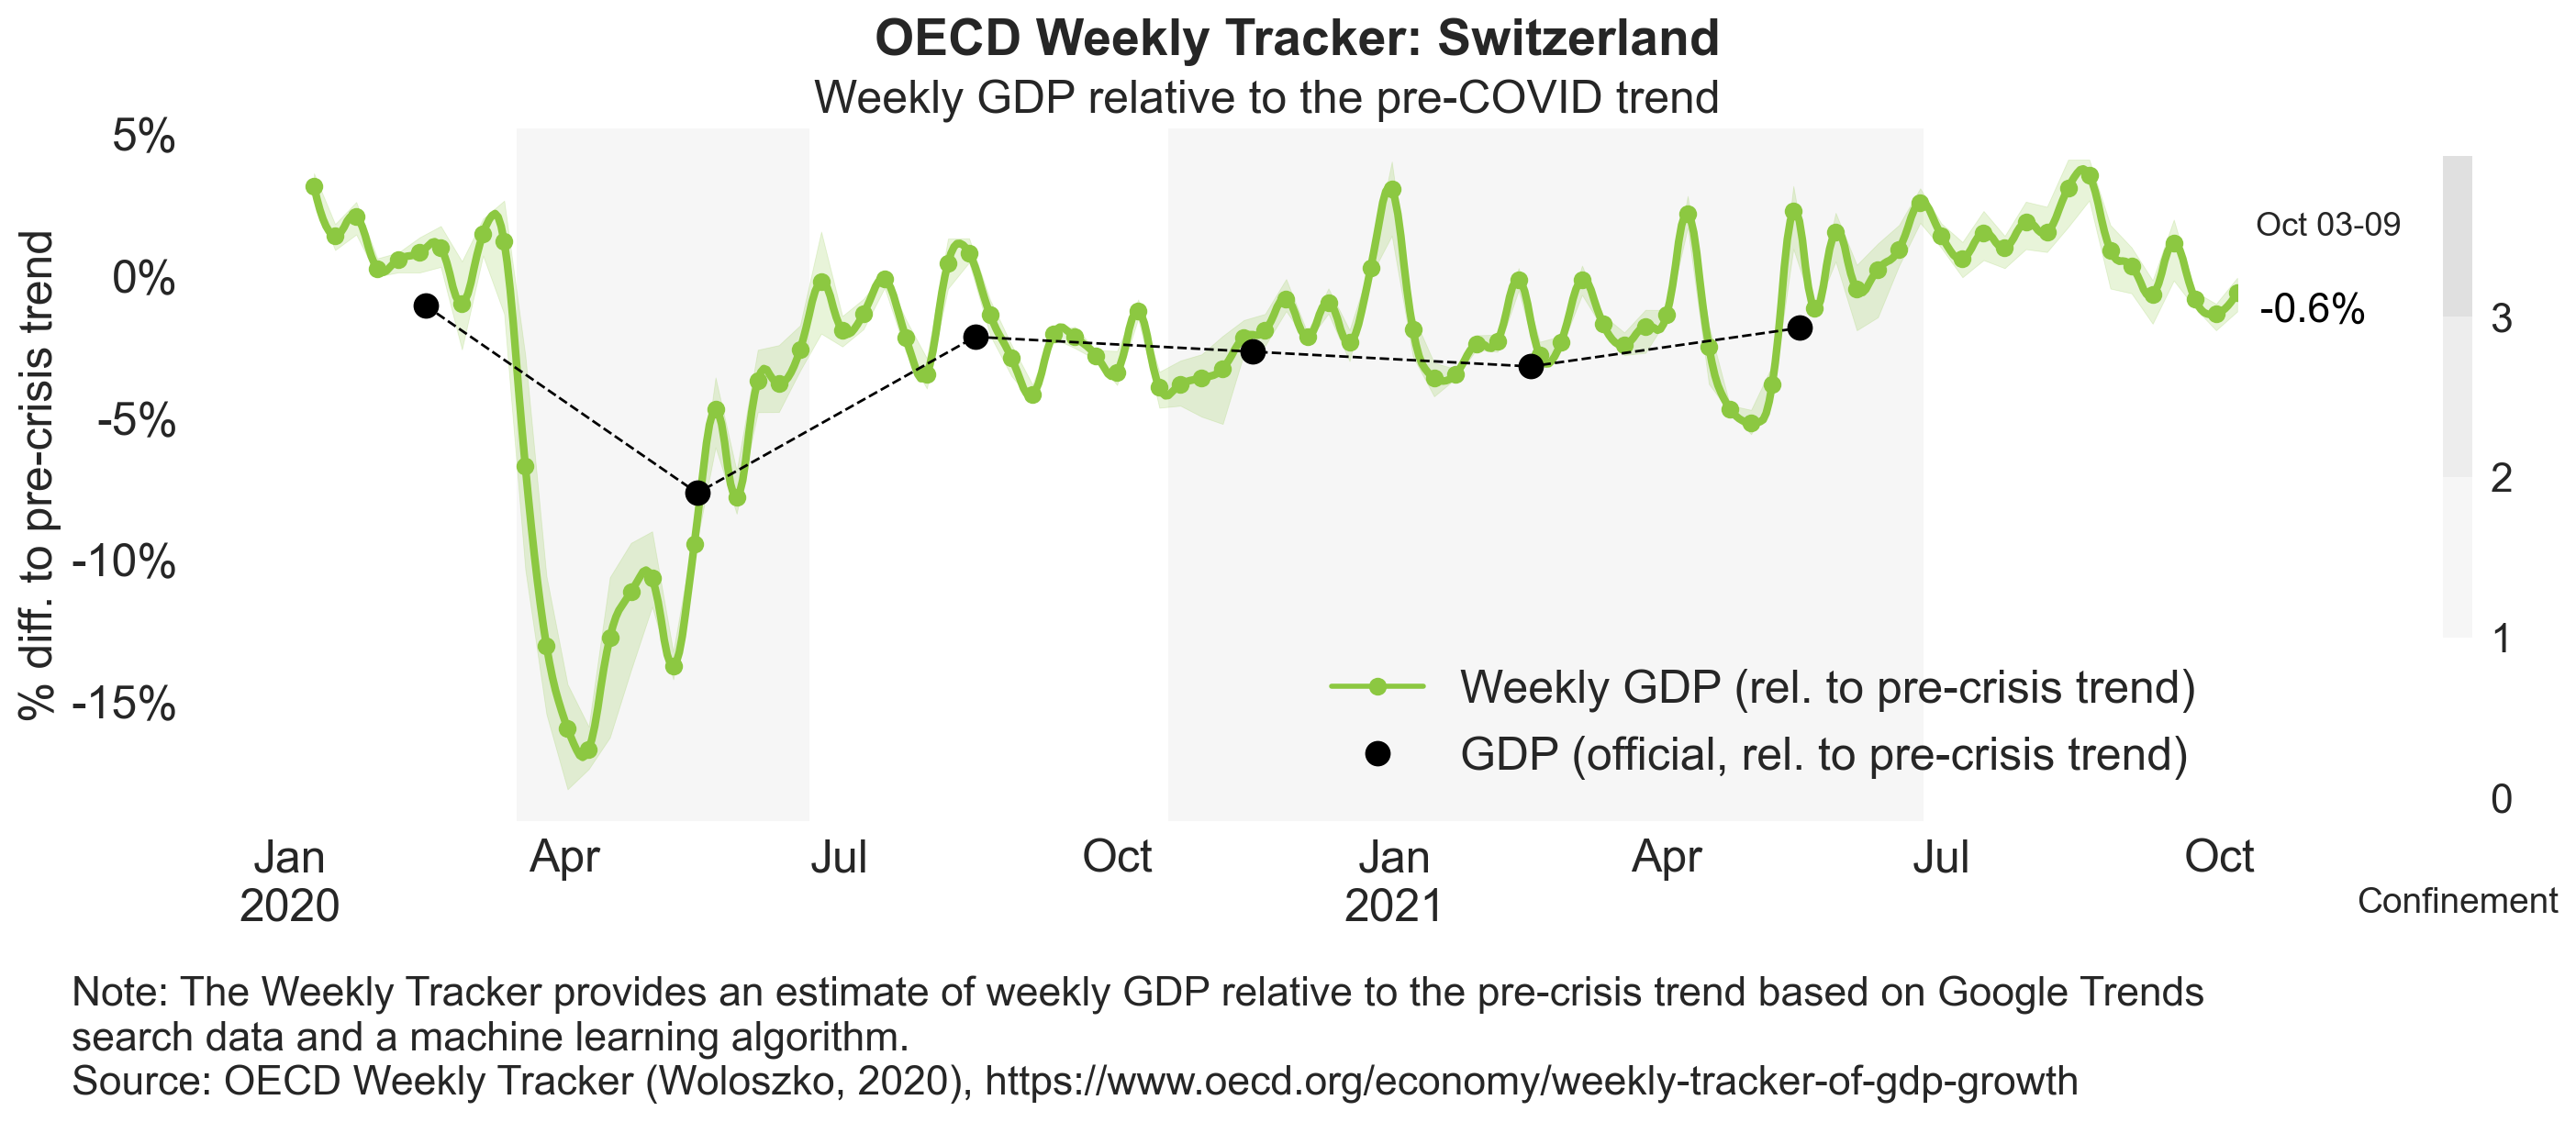 OECD Weekly Tracker: Switzerland
Weekly GDP relative to the pre-COVID trend
% diff. to pre-crisis trend
5%
0%
-5%
-10%
-15%
Oct 03-09
-0.6%
3
2
1
0
Confinement
Weekly GDP (rel. to pre-crisis trend)
GDP (official, rel. to pre-crisis trend)
Jan Apr Jul Oct Jan Apr Jul Oct
2020 2021
Note: The Weekly Tracker provides an estimate of weekly GDP relative to the pre-crisis trend based on Google Trends
search data and a machine learning algorithm.
Source: OECD Weekly Tracker (Woloszko, 2020), https://www.oecd.org/economy/weekly-tracker-of-gdp-growth